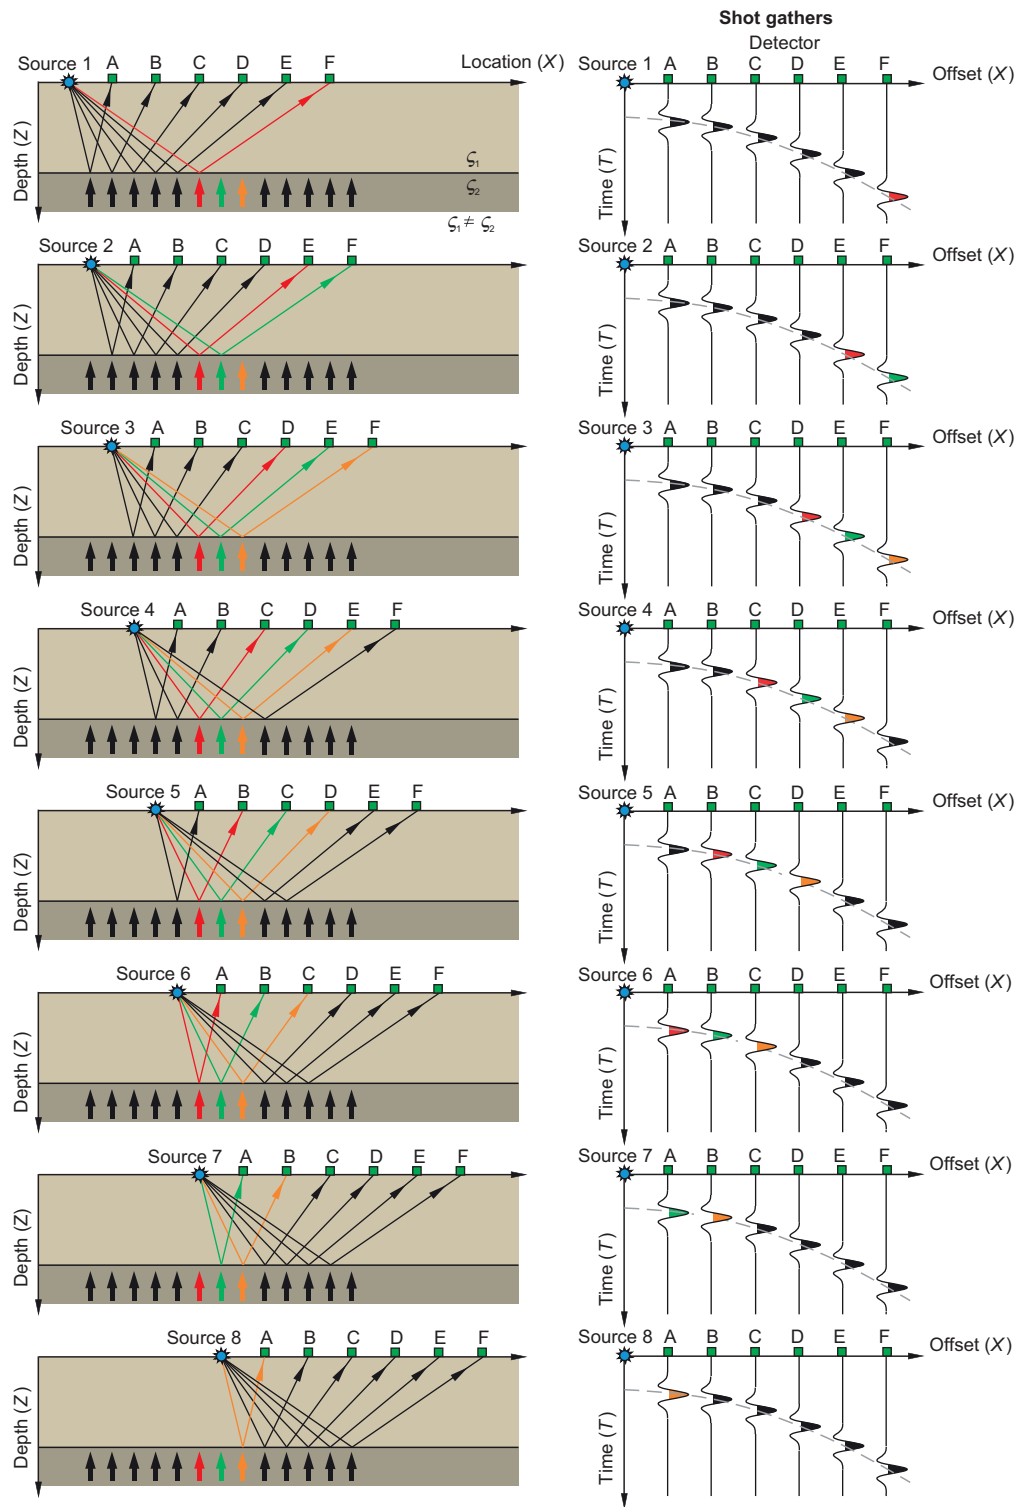 Shot gathers
Detector
Source 1 A B C D E F Location (X)
Depth (Z)
ς₁
ς₂
ς₁ ≠ ς₂
Source 1 A B C D E F Offset (X)
Time (T)
Source 2 A B C D E F
Depth (Z)
Source 2 A B C D E F Offset (X)
Time (T)
Source 3 A B C D E F
Depth (Z)
Source 3 A B C D E F Offset (X)
Time (T)
Source 4 A B C D E F
Depth (Z)
Source 4 A B C D E F Offset (X)
Time (T)
Source 5 A B C D E F
Depth (Z)
Source 5 A B C D E F Offset (X)
Time (T)
Source 6 A B C D E F
Depth (Z)
Source 6 A B C D E F Offset (X)
Time (T)
Source 7 A B C D E F
Depth (Z)
Source 7 A B C D E F Offset (X)
Time (T)
Source 8 A B C D E F
Depth (Z)
Source 8 A B C D E F Offset (X)
Time (T)